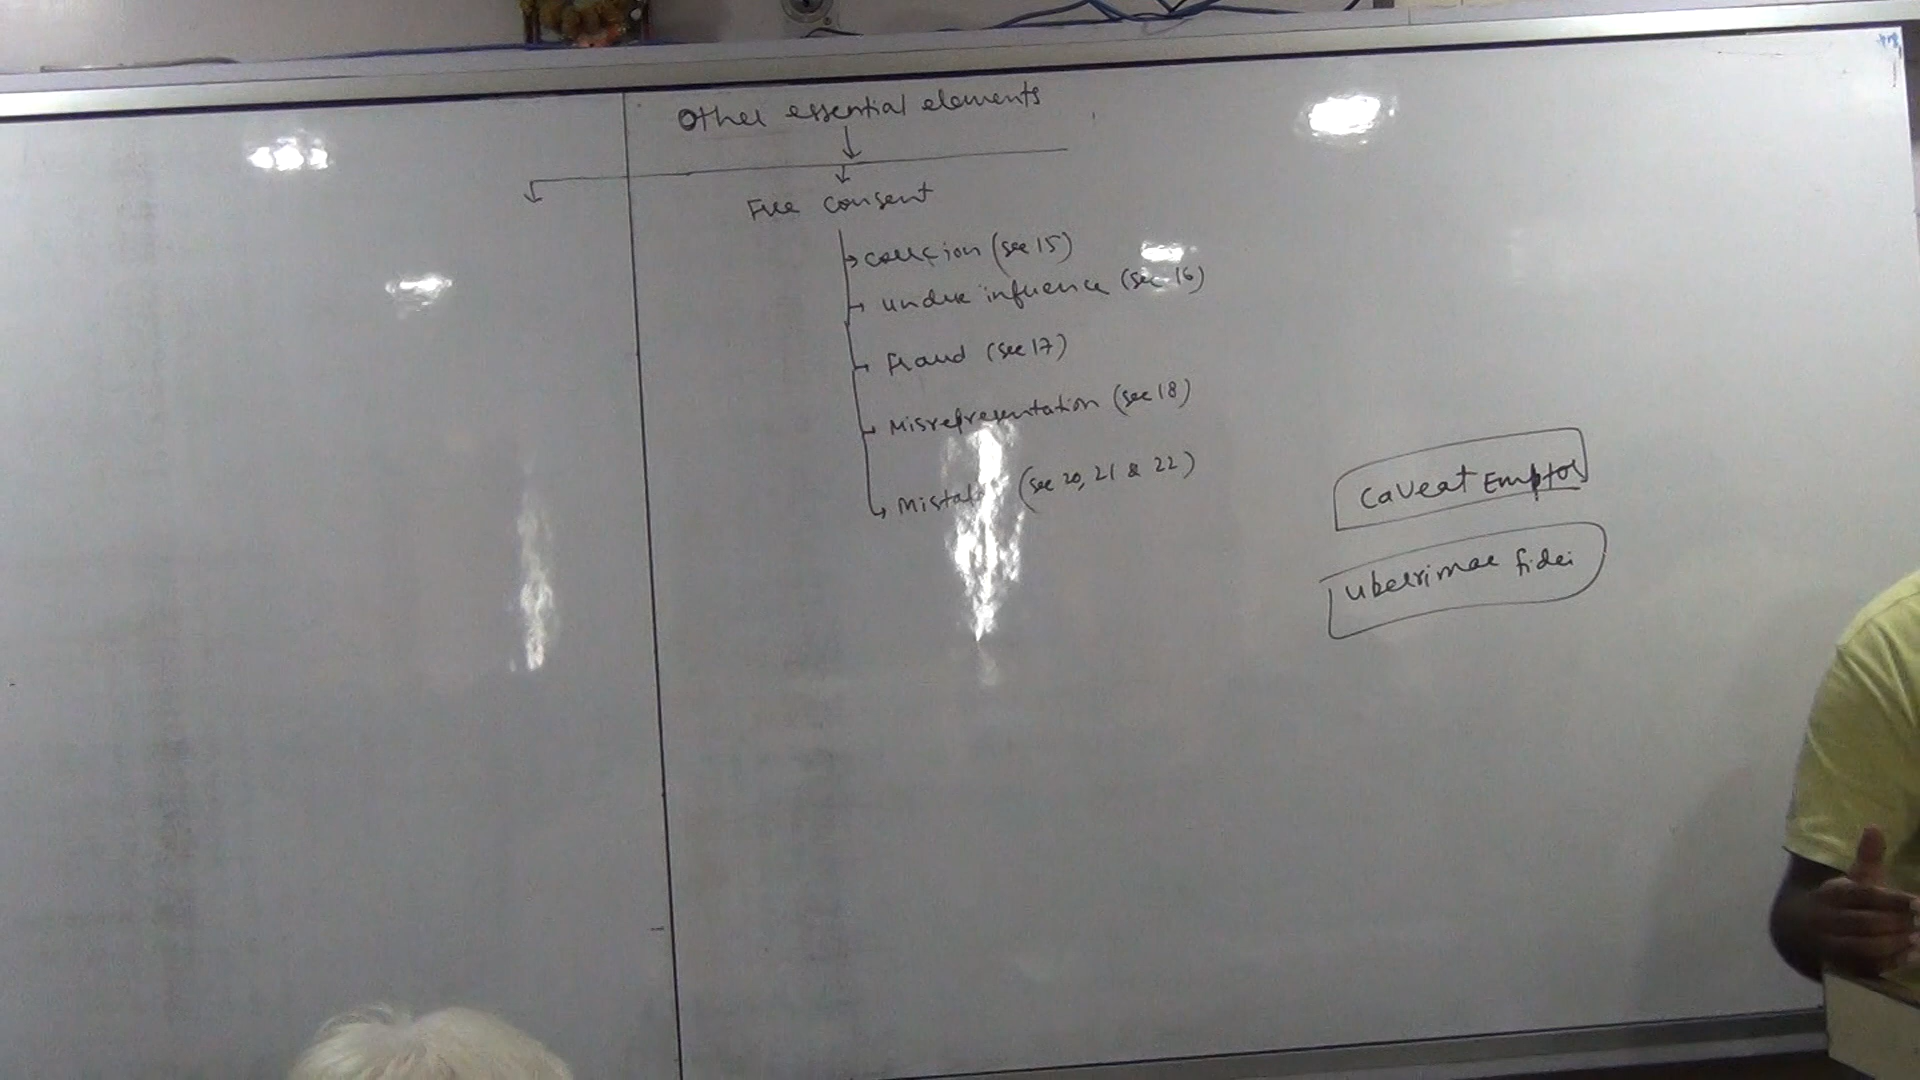 Other essential elements
Free consent
coercion (sec 15)
undue influence (sec 16)
Fraud (sec 17)
Misrepresentation (sec 18)
(sec 20, 21 & 22)
Caveat Emptor
uberrimae fidei